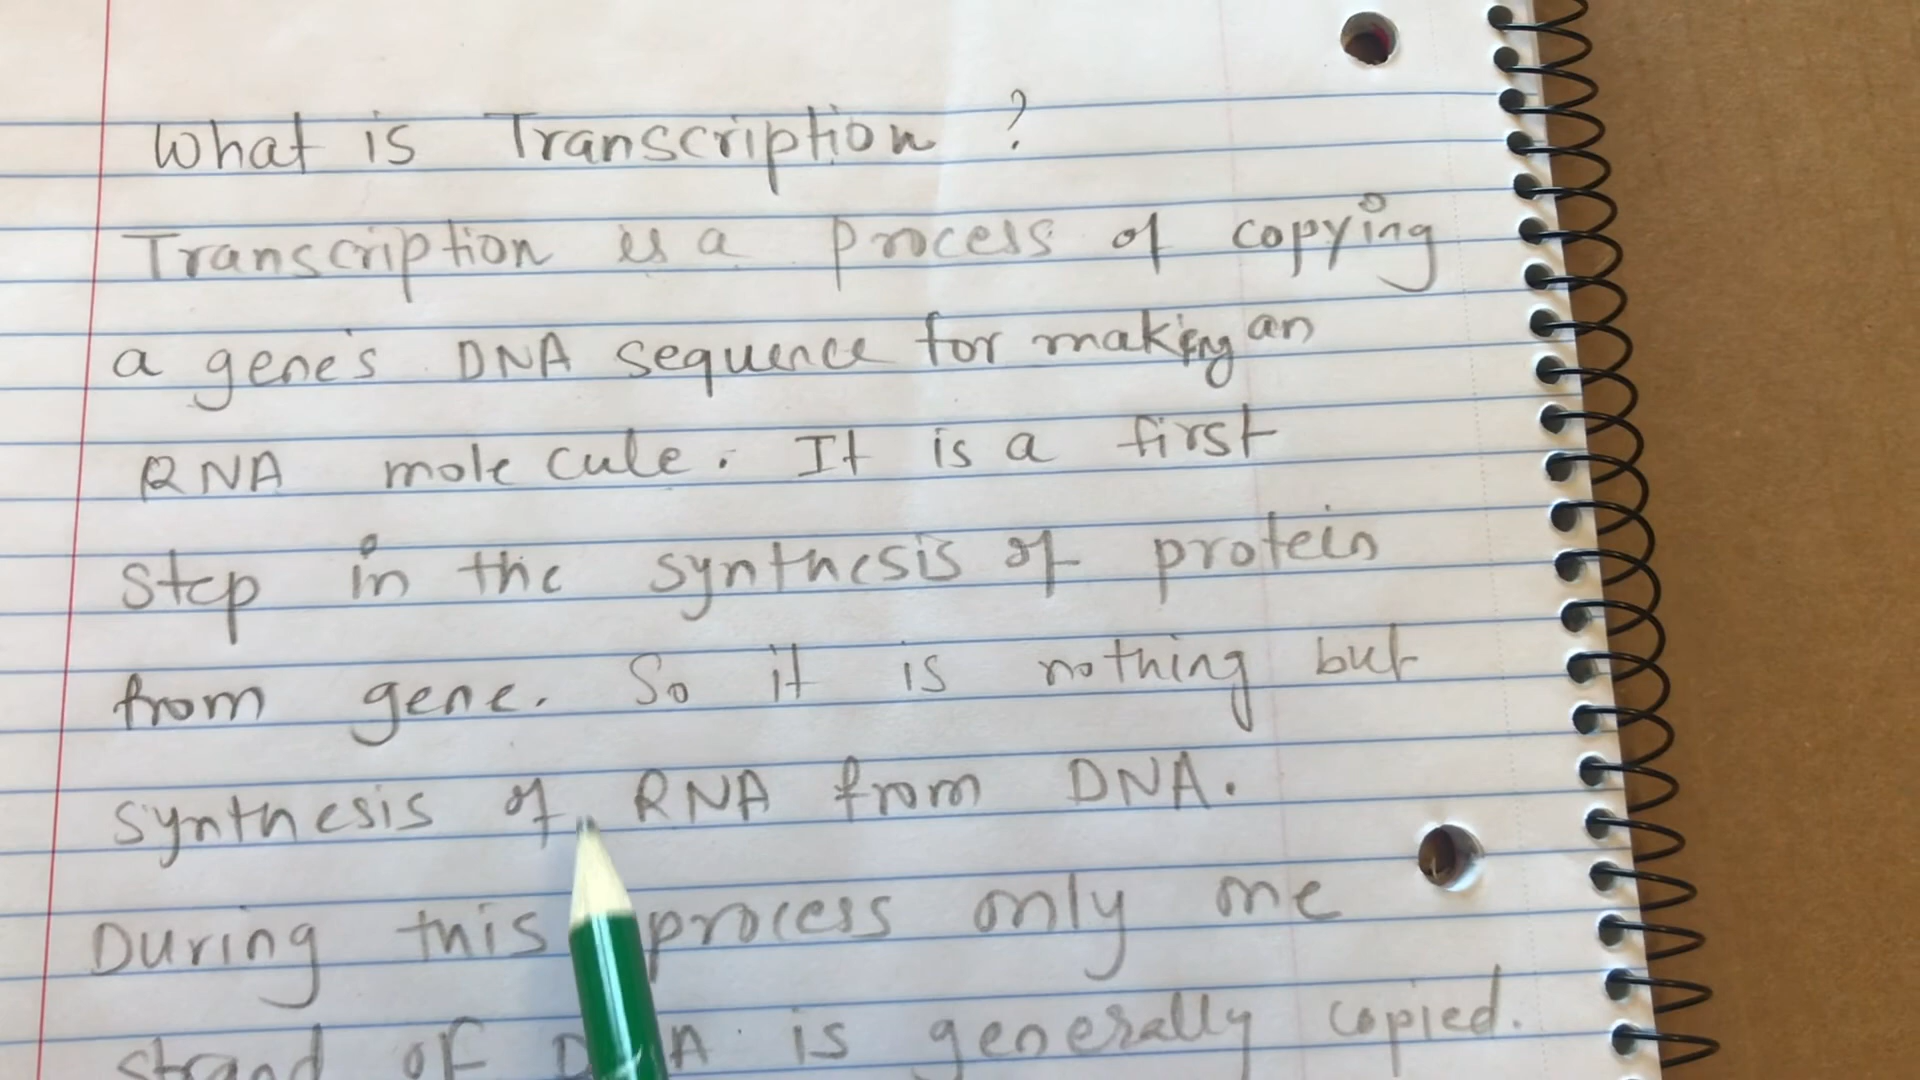 What is Transcription ?
Transcription is a process of copying
a gene's DNA sequence for making an
RNA molecule. It is a first
step in the synthesis of protein
from gene. So it is nothing but
synthesis of RNA from DNA.
During this process only one
strand of DNA is generally copied.